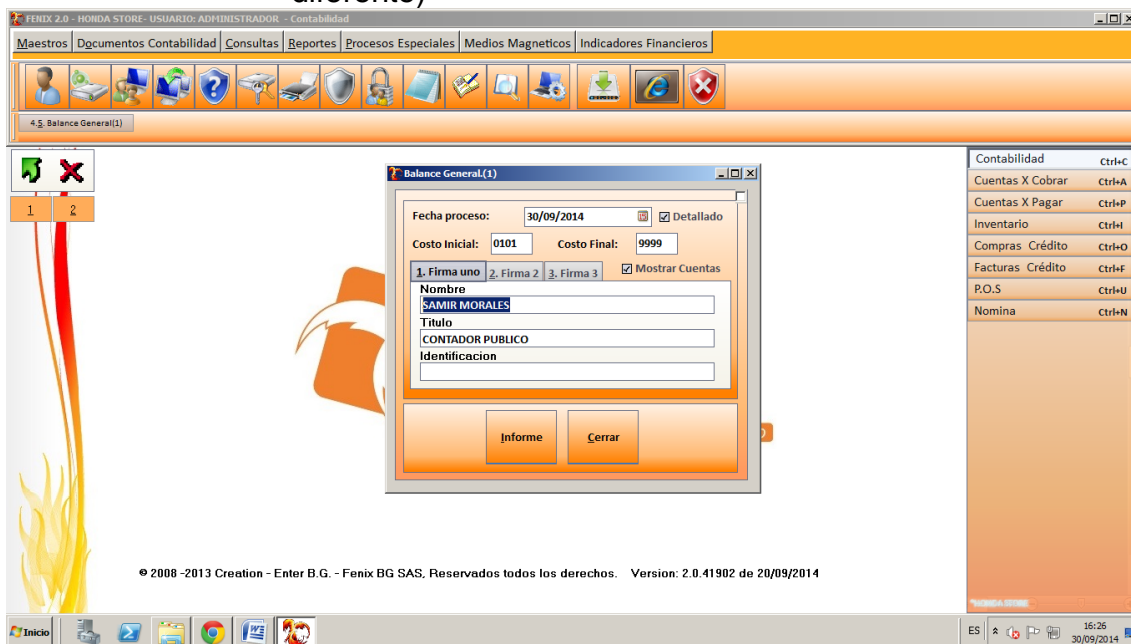 diferente)
FENIX 2.0 - HONDA STORE- USUARIO: ADMINISTRADOR - Contabilidad
Maestros Documentos Contabilidad Consultas Reportes Procesos Especiales Medios Magneticos Indicadores Financieros
4.5. Balance General(1)
1 2
Balance General.(1)
Fecha proceso: 30/09/2014 Detallado
Costo Inicial: 0101 Costo Final: 9999
1. Firma uno 2. Firma 2 3. Firma 3 Mostrar Cuentas
Nombre
SAMIR MORALES
Titulo
CONTADOR PUBLICO
Identificacion
Informe Cerrar
Contabilidad Ctrl+C
Cuentas X Cobrar Ctrl+A
Cuentas X Pagar Ctrl+P
Inventario Ctrl+I
Compras Crédito Ctrl+O
Facturas Crédito Ctrl+F
P.O.S Ctrl+U
Nomina Ctrl+N
© 2008 -2013 Creation - Enter B.G. - Fenix BG SAS, Reservados todos los derechos. Version: 2.0.41902 de 20/09/2014
"HONDA STORE
Inicio ES 16:26
30/09/2014